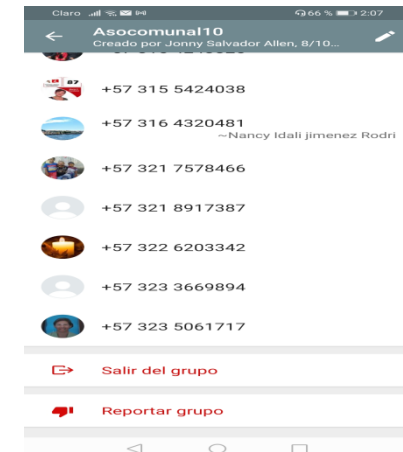 Claro 66 % 2:07
Asocomunal10
Creado por Jonny Salvador Allen, 8/10...
+57 315 5424038
87
+57 316 4320481
~Nancy Idali jimenez Rodri
+57 321 7578466
+57 321 8917387
+57 322 6203342
+57 323 3669894
+57 323 5061717
Salir del grupo
Reportar grupo